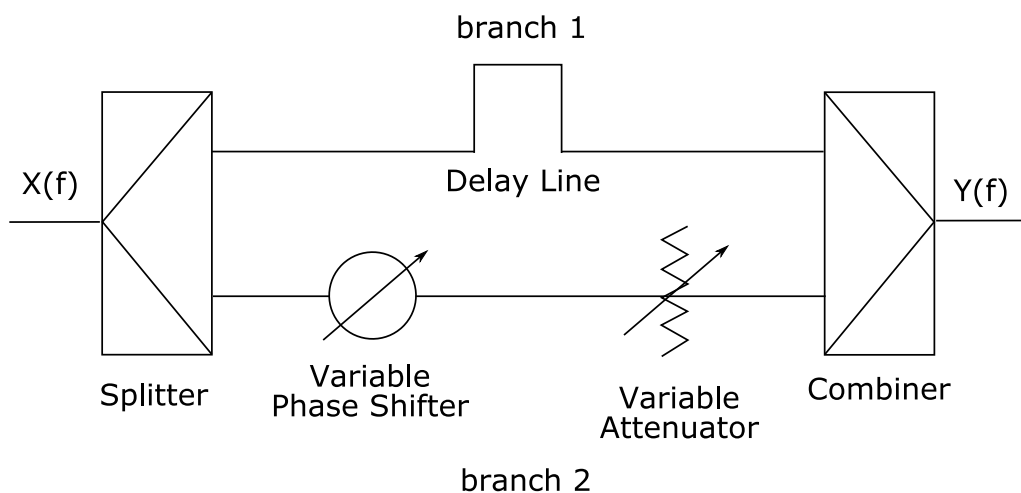 branch 1
X(f)
Delay Line
Y(f)
Splitter
Variable
Phase Shifter
Variable
Attenuator
Combiner
branch 2